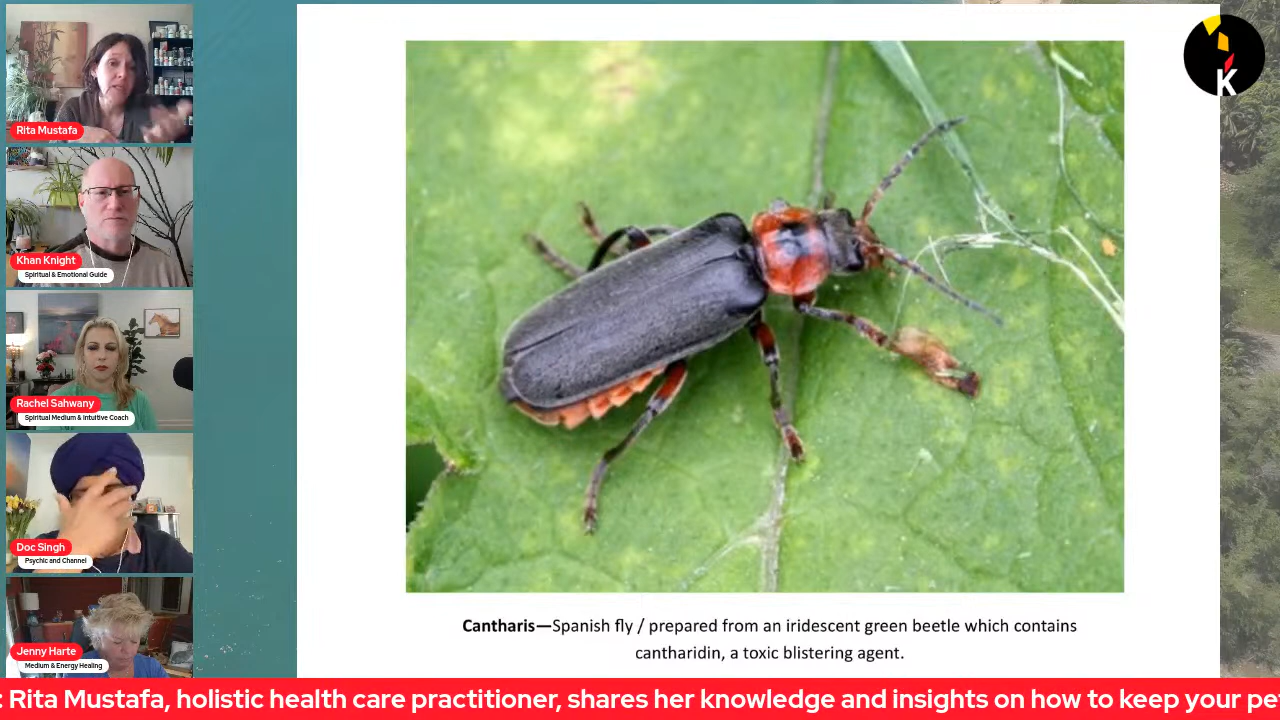 Rita Mustafa
Khan Knight
Spiritual & Emotional Guide
Rachel Sahwany
Spiritual Medium & Intuitive Coach
Doc Singh
Psychic and Channel
Jenny Harte
Medium & Energy Healing
K
Cantharis—Spanish fly / prepared from an iridescent green beetle which contains
cantharidin, a toxic blistering agent.
: Rita Mustafa, holistic health care practitioner, shares her knowledge and insights on how to keep your pe